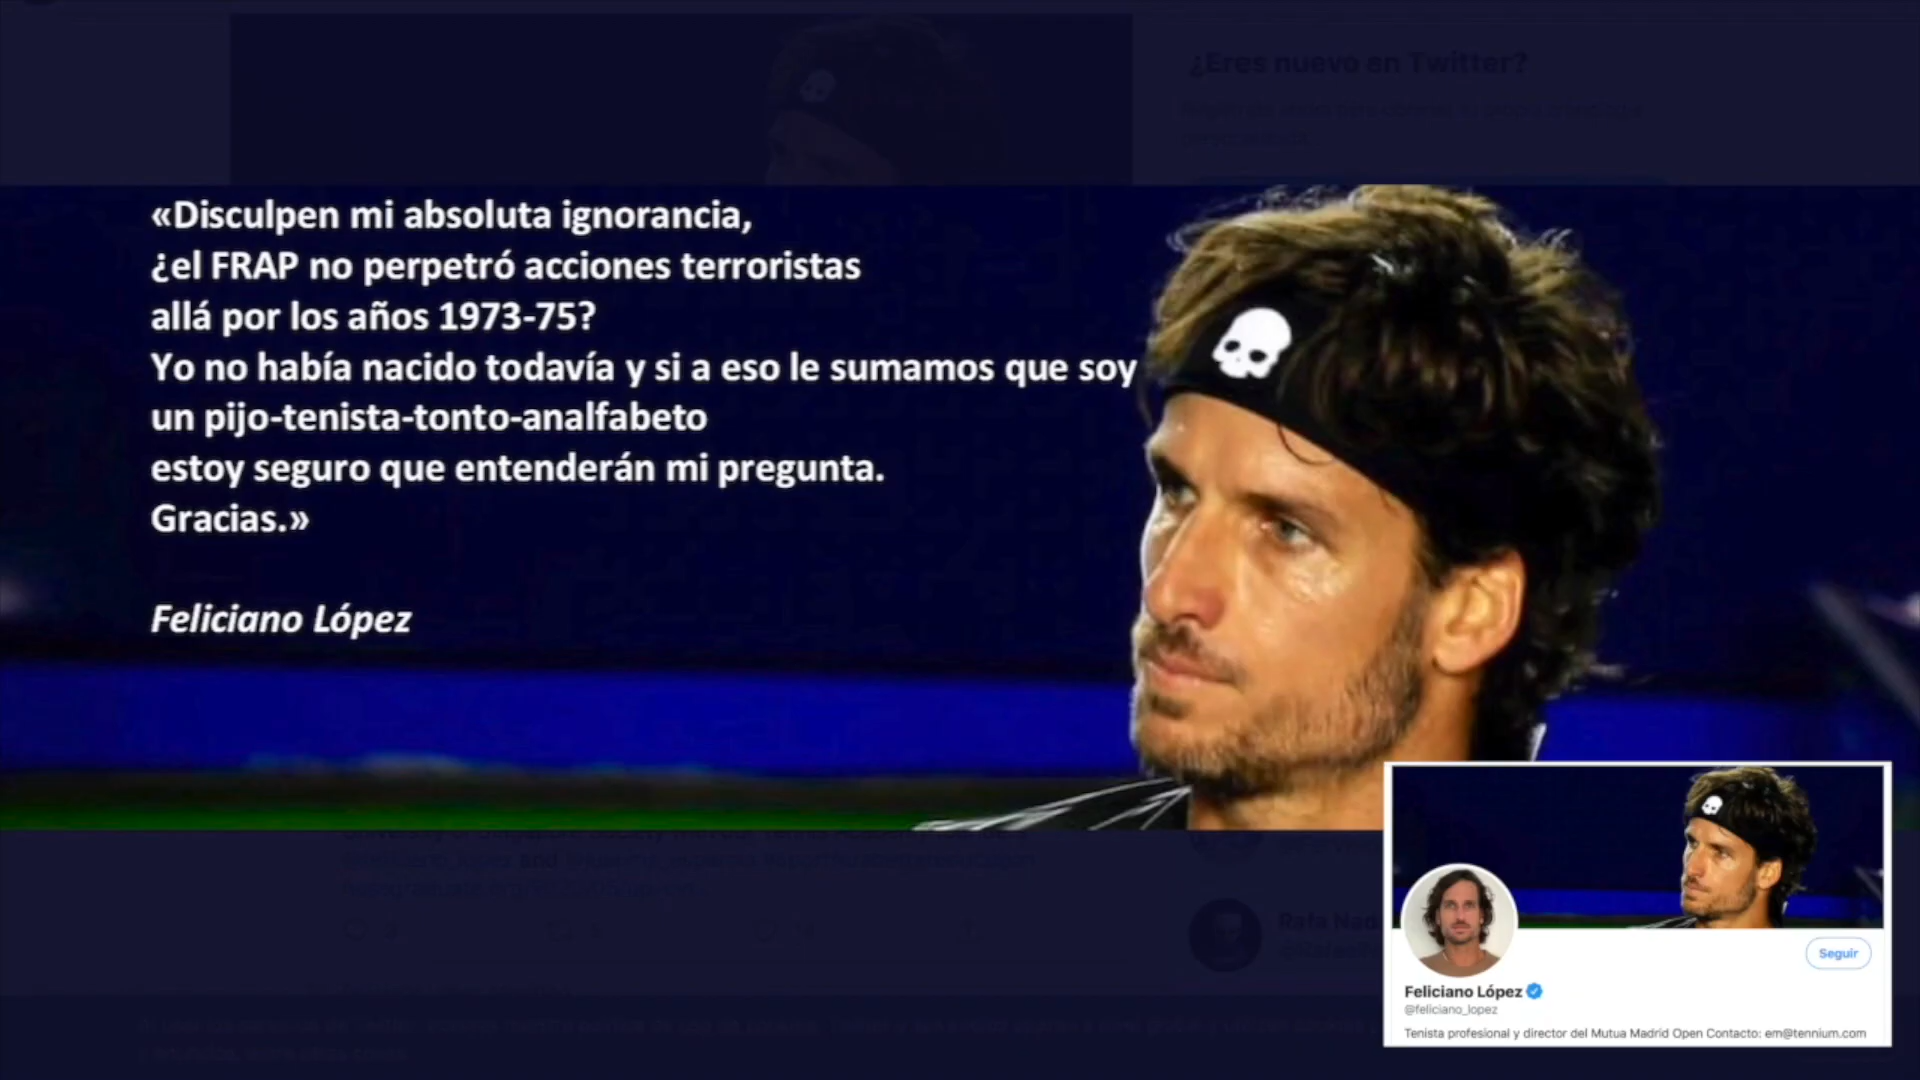 ¿Eres nuevo en Twitter?
«Disculpen mi absoluta ignorancia,
¿el FRAP no perpetró acciones terroristas
allá por los años 1973-75?
Yo no había nacido todavía y si a eso le sumamos que soy
un pijo-tenista-tonto-analfabeto
estoy seguro que entenderán mi pregunta.
Gracias.»
Feliciano López
Rafa Nad
Seguir
Feliciano López
@feliciano_lopez
Tenista profesional y director del Mutua Madrid Open Contacto: em@tennium.com